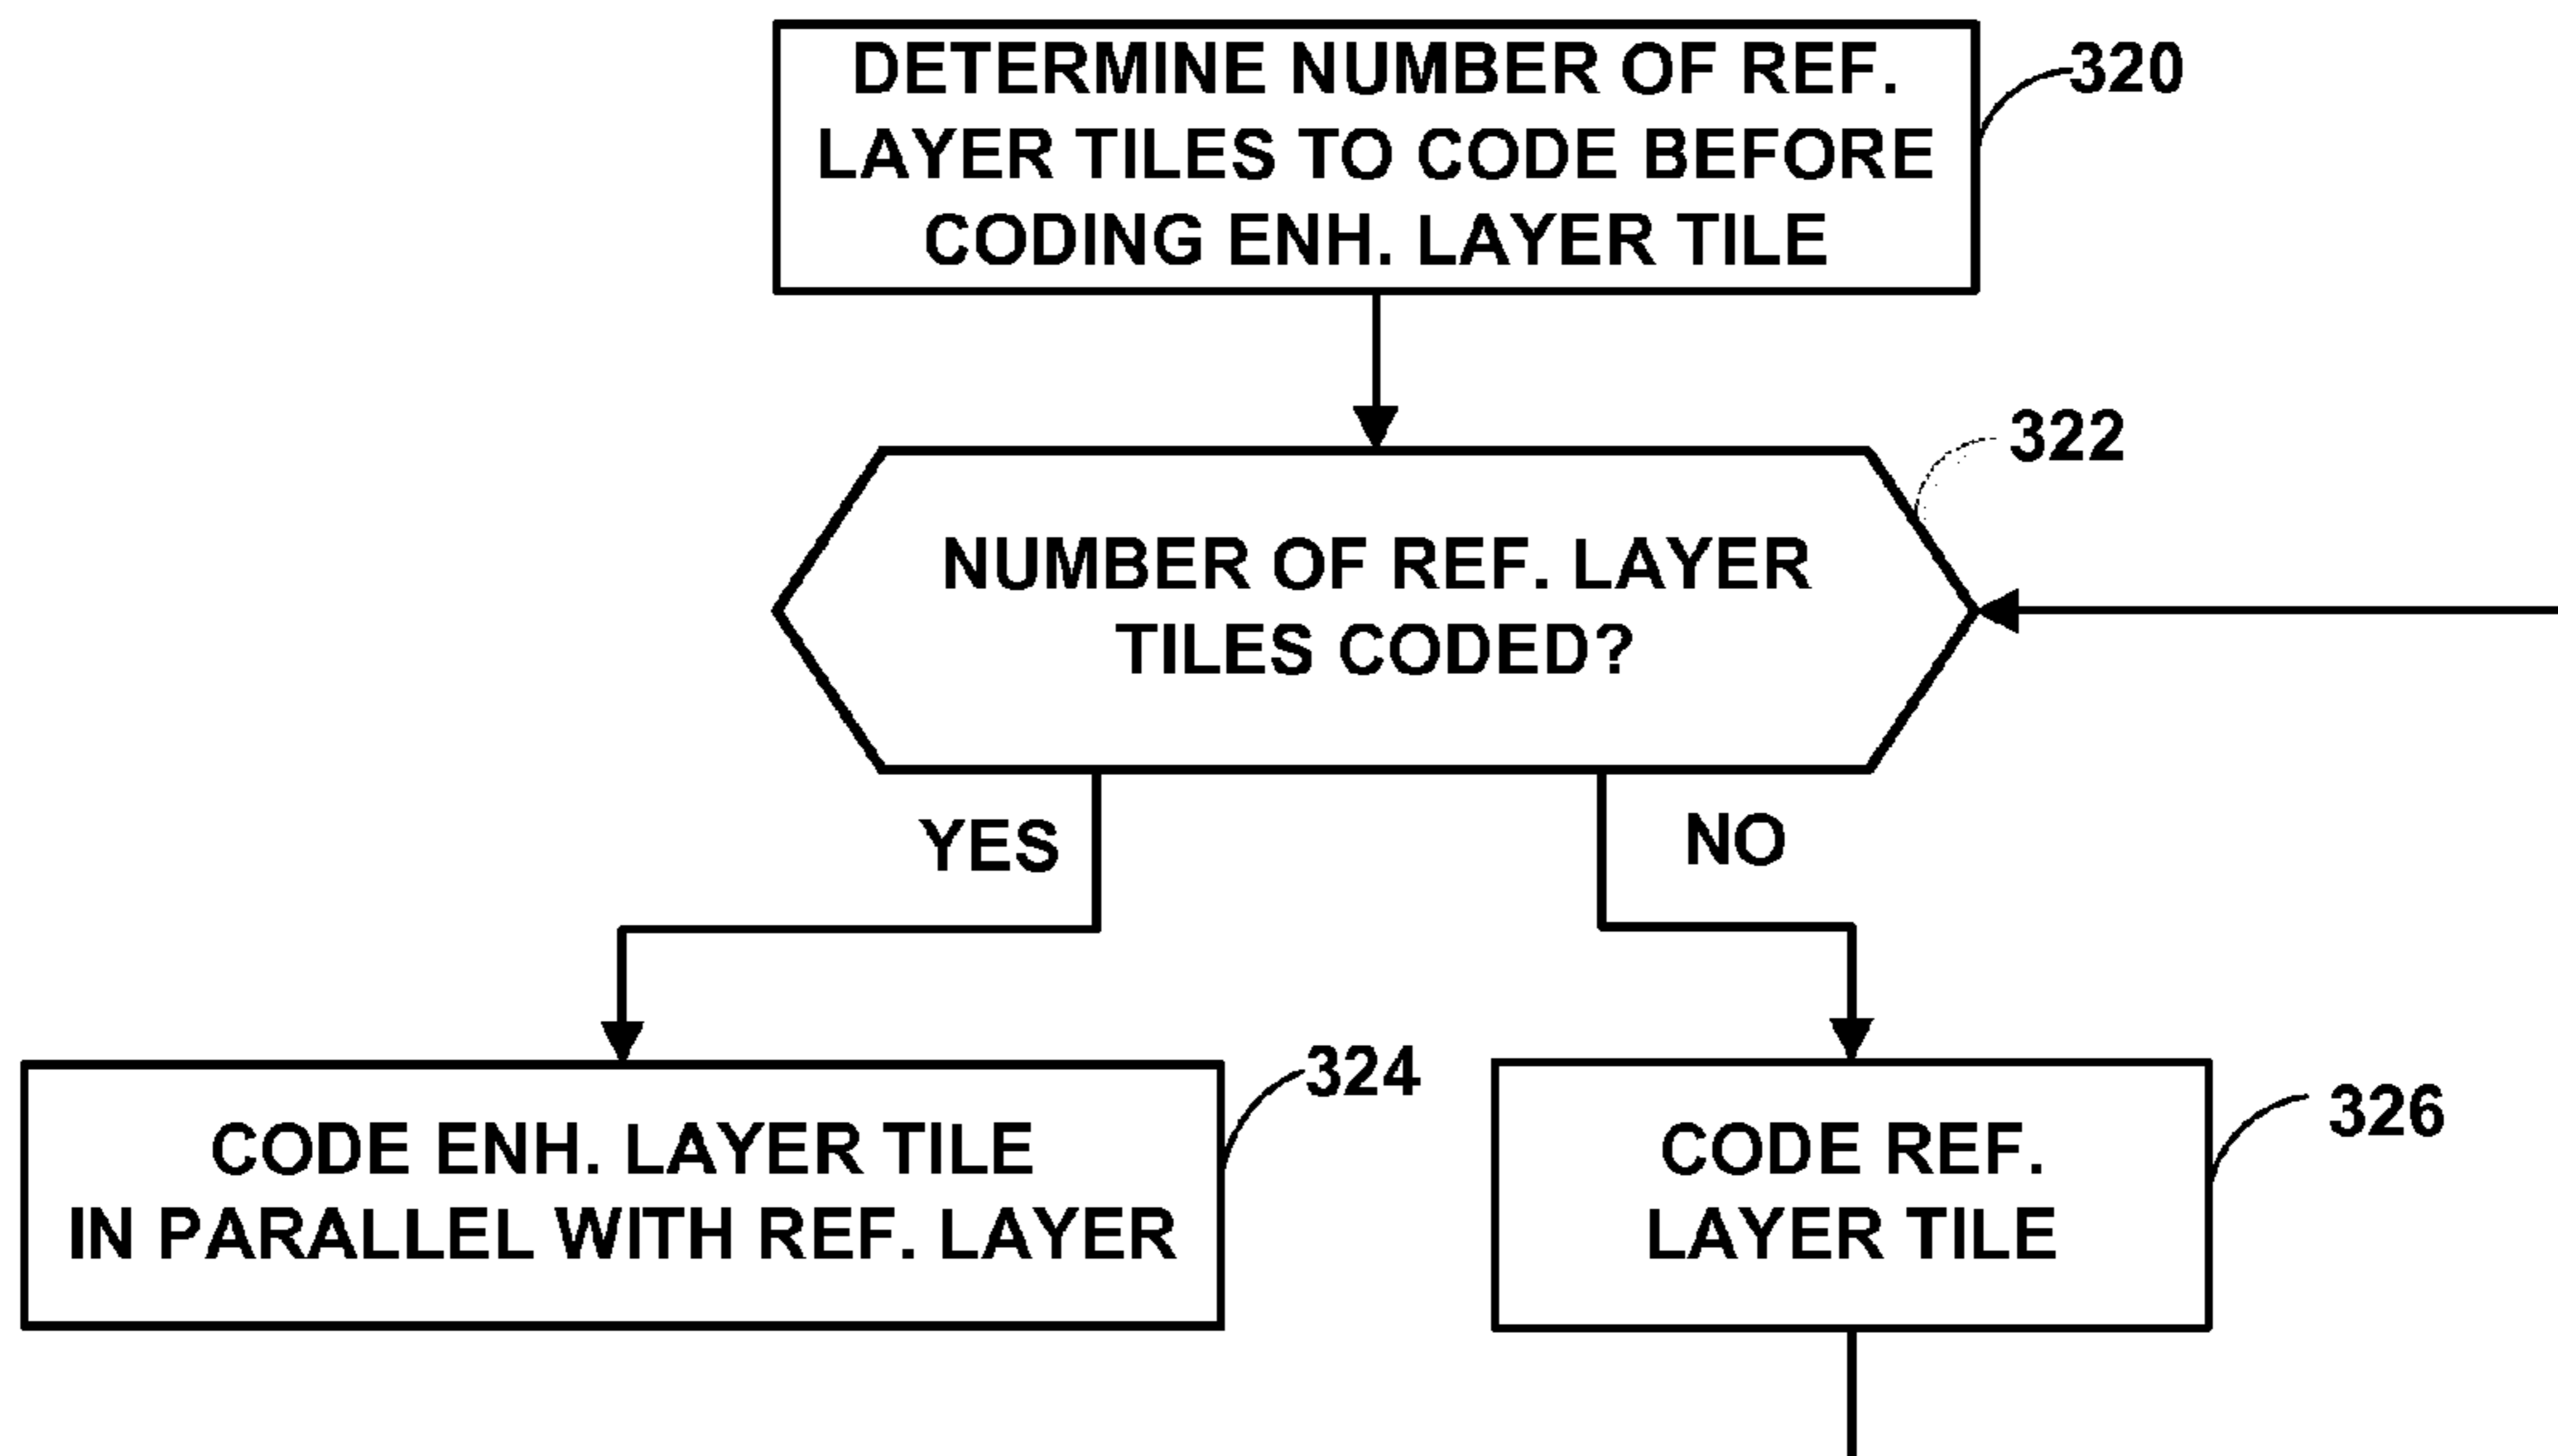 DETERMINE NUMBER OF REF.
LAYER TILES TO CODE BEFORE
CODING ENH. LAYER TILE
320
NUMBER OF REF. LAYER
TILES CODED?
322
YES
NO
CODE ENH. LAYER TILE
IN PARALLEL WITH REF. LAYER
324
CODE REF.
LAYER TILE
326